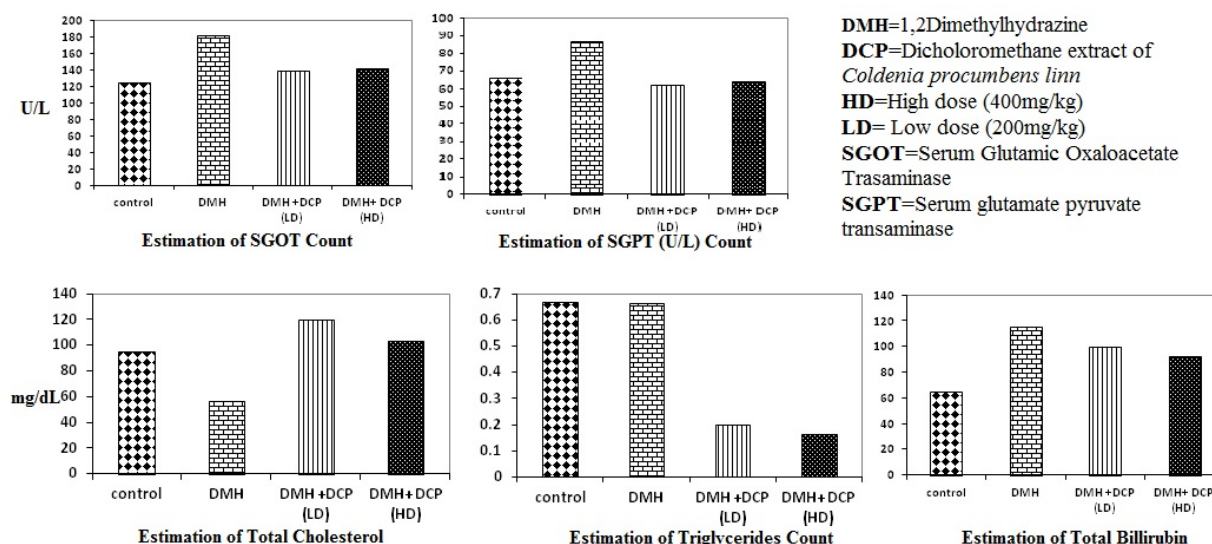 200
180
160
140
120
100
80
60
40
20
0
U/L
control
DMH
DMH +DCP
(LD)
DMH+ DCP
(HD)
Estimation of SGOT Count
100
90
80
70
60
50
40
30
20
10
0
control
DMH
DMH +DCP
(LD)
DMH+ DCP
(HD)
Estimation of SGPT (U/L) Count
DMH=1,2Dimethylhydrazine
DCP=Dicholoromethane extract of
Coldenia procumbens linn
HD=High dose (400mg/kg)
LD= Low dose (200mg/kg)
SGOT=Serum Glutamic Oxaloacetate
Trasaminase
SGPT=Serum glutamate pyruvate
transaminase
140
120
100
80
60
40
20
0
mg/dL
control
DMH
DMH +DCP
(LD)
DMH+ DCP
(HD)
Estimation of Total Cholesterol
0.7
0.6
0.5
0.4
0.3
0.2
0.1
0
control
DMH
DMH +DCP
(LD)
DMH+ DCP
(HD)
Estimation of Triglycerides Count
140
120
100
80
60
40
20
0
control
DMH
DMH +DCP
(LD)
DMH+ DCP
(HD)
Estimation of Total Billirubin